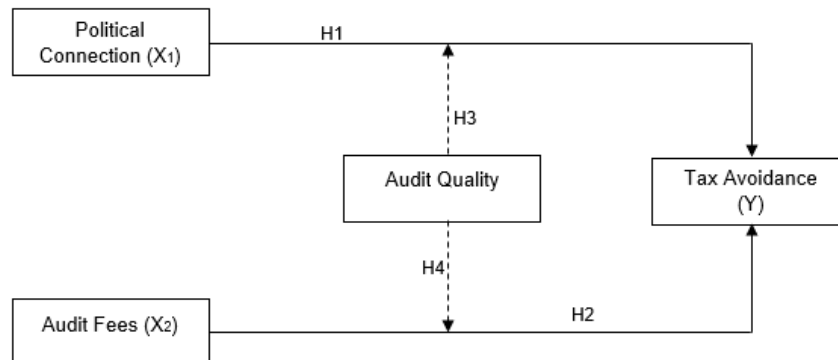 Political
Connection (X1)
H1
H3
Audit Quality
Tax Avoidance
(Y)
H4
Audit Fees (X2)
H2